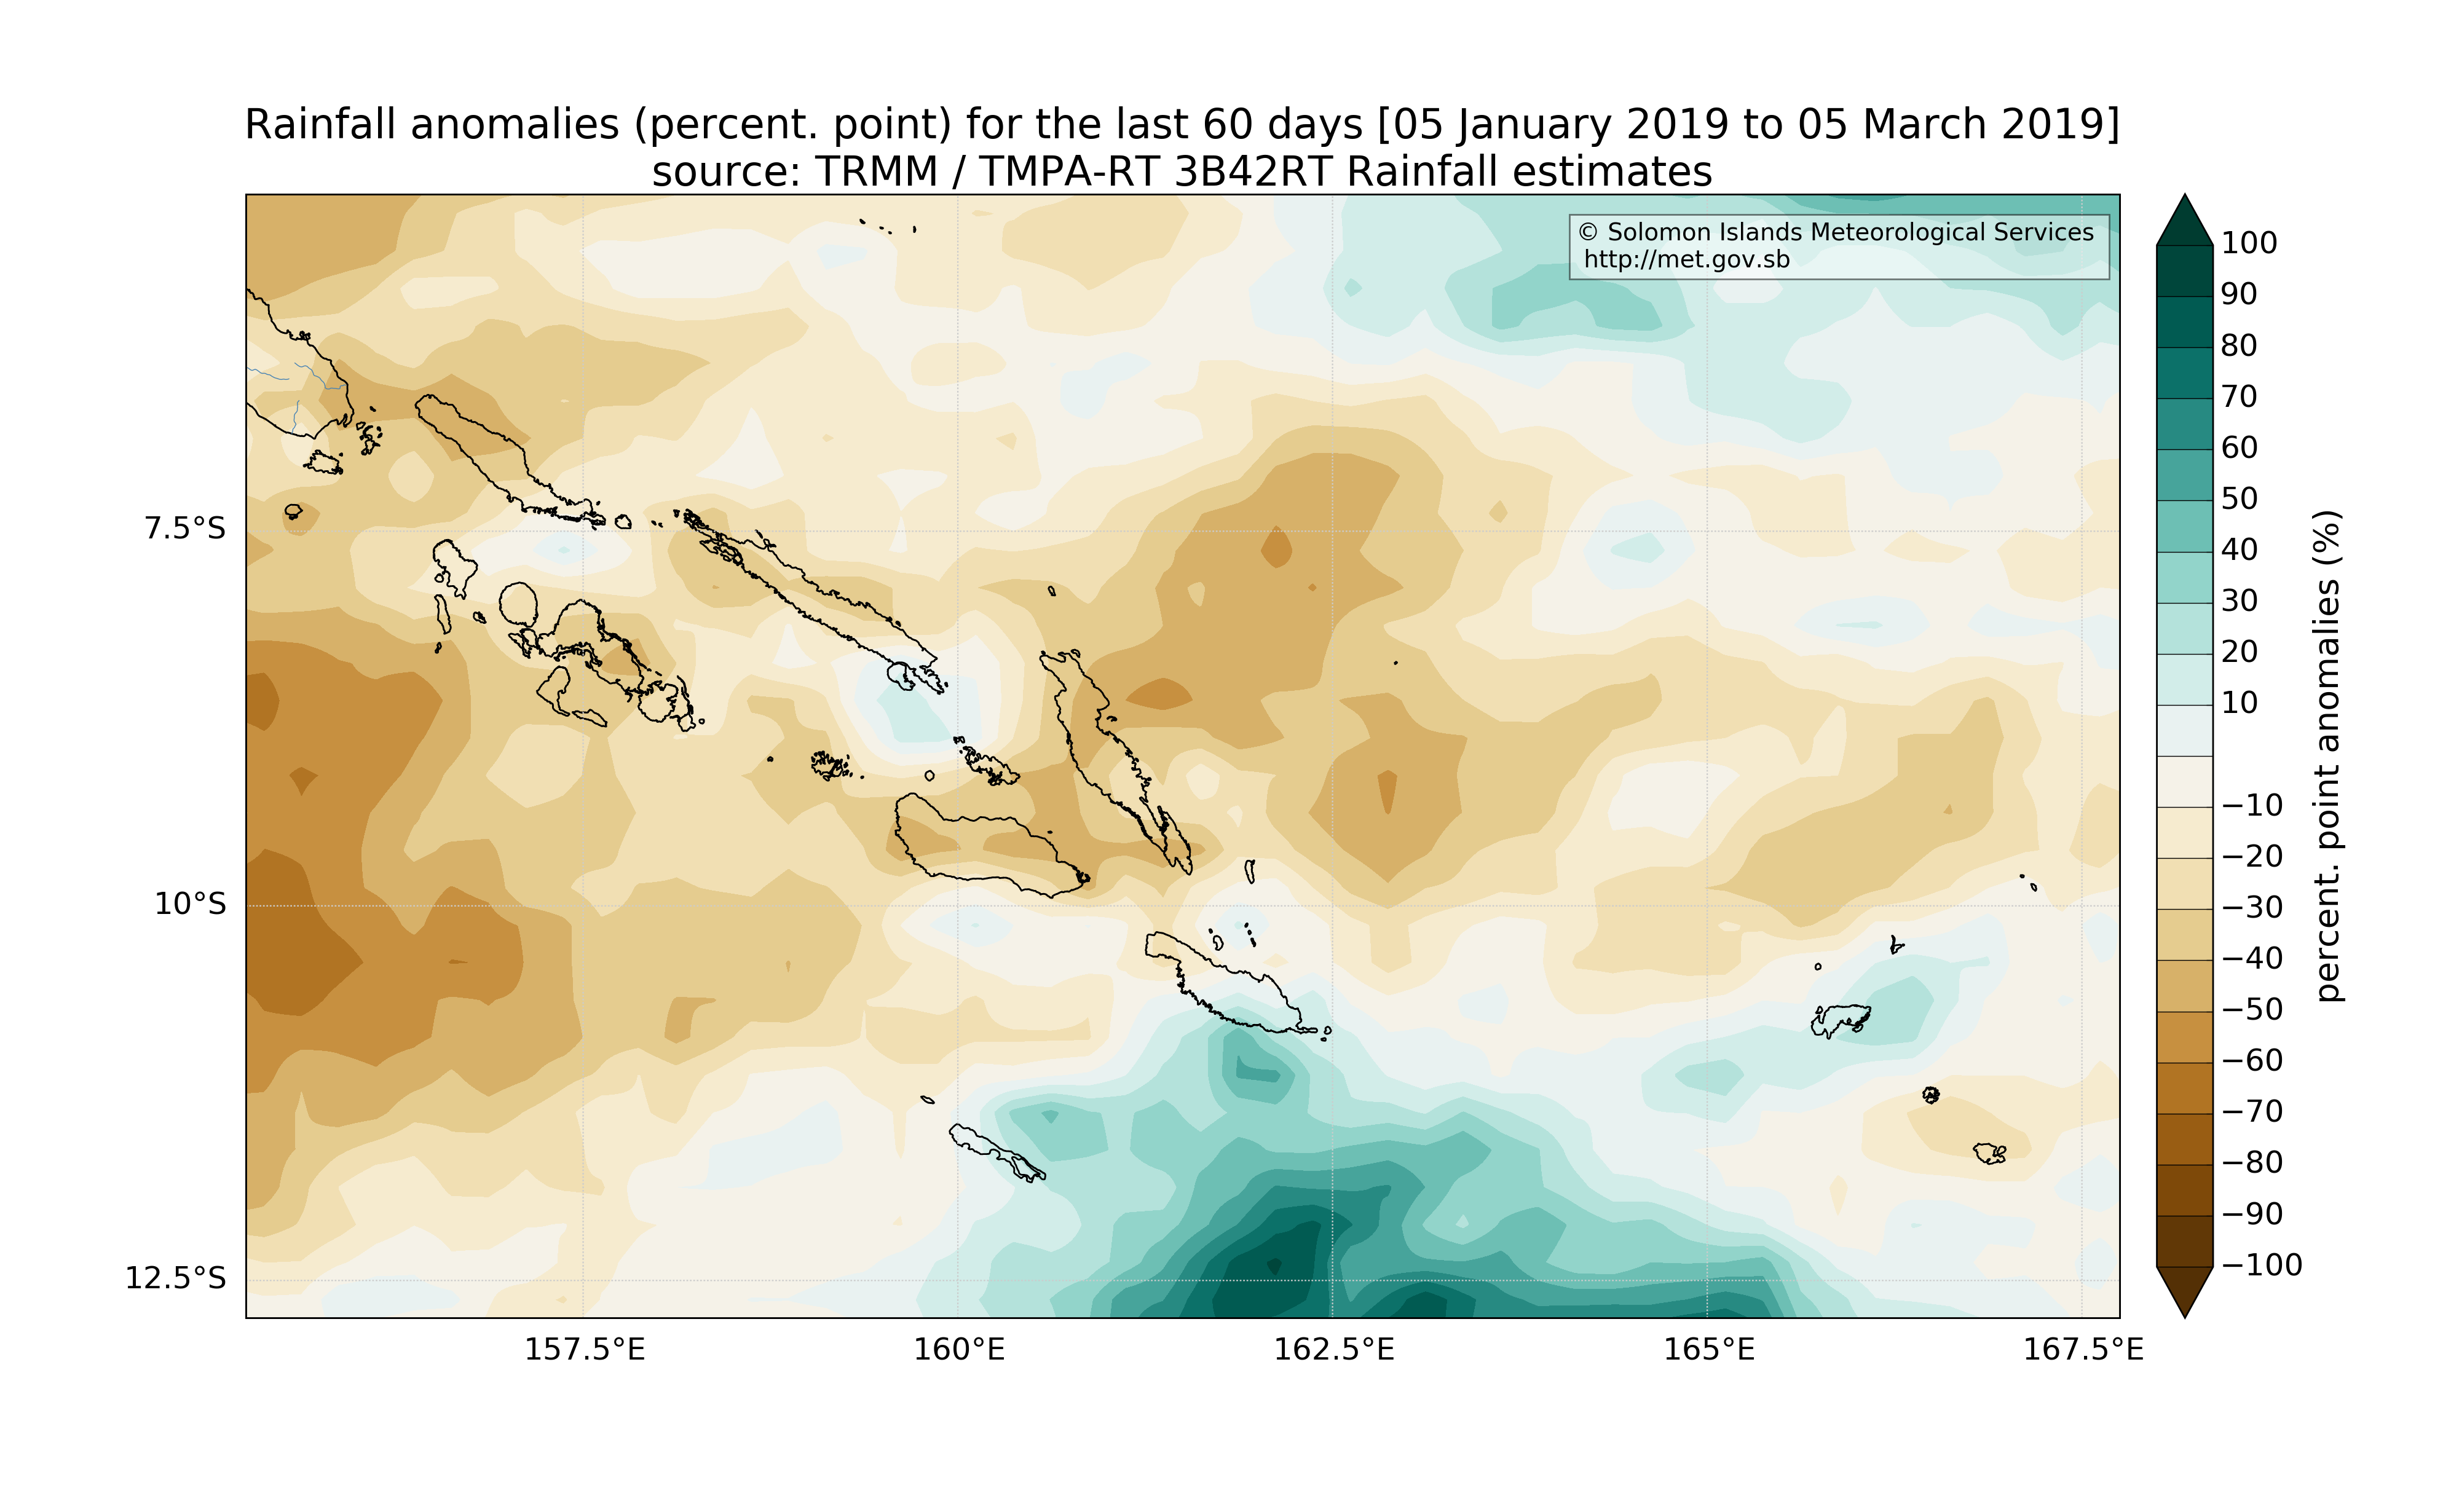 Rainfall anomalies (percent. point) for the last 60 days [05 January 2019 to 05 March 2019]
source: TRMM / TMPA-RT 3B42RT Rainfall estimates
© Solomon Islands Meteorological Services
http://met.gov.sb
7.5°S
10°S
12.5°S
157.5°E
160°E
162.5°E
165°E
167.5°E
100
90
80
70
60
50
40
30
20
10
−10
−20
−30
−40
−50
−60
−70
−80
−90
−100
percent. point anomalies (%)